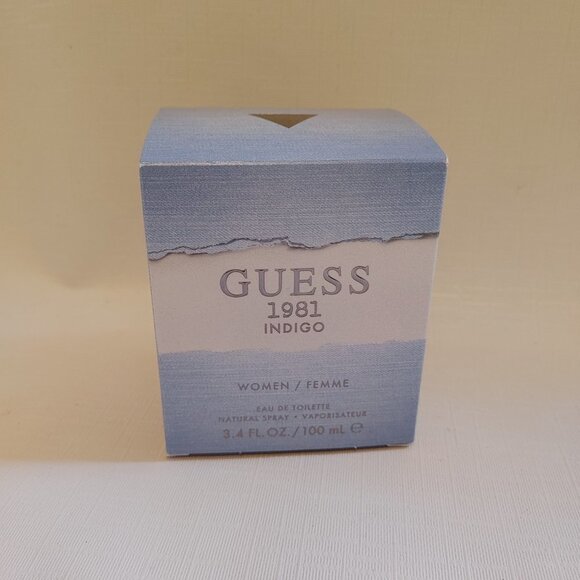 GUESS
1981
INDIGO
WOMEN / FEMME
EAU DE TOILETTE
NATURAL SPRAY • VAPORISATEUR
3.4 FL.OZ./100 mL ℮